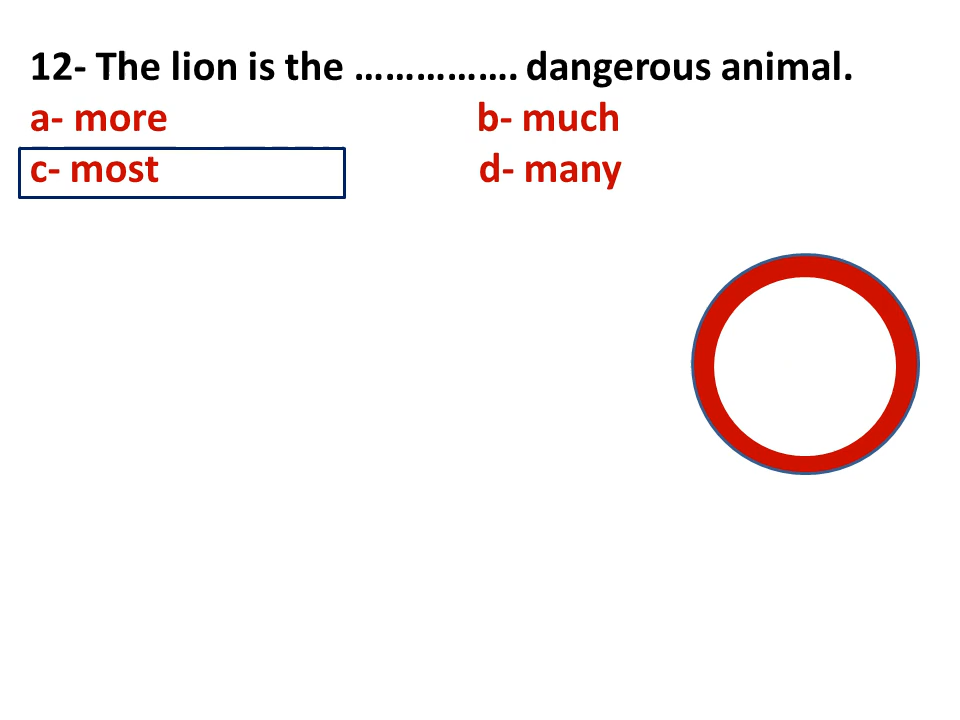 12- The lion is the ……………. dangerous animal.
a- more b- much
c- most d- many